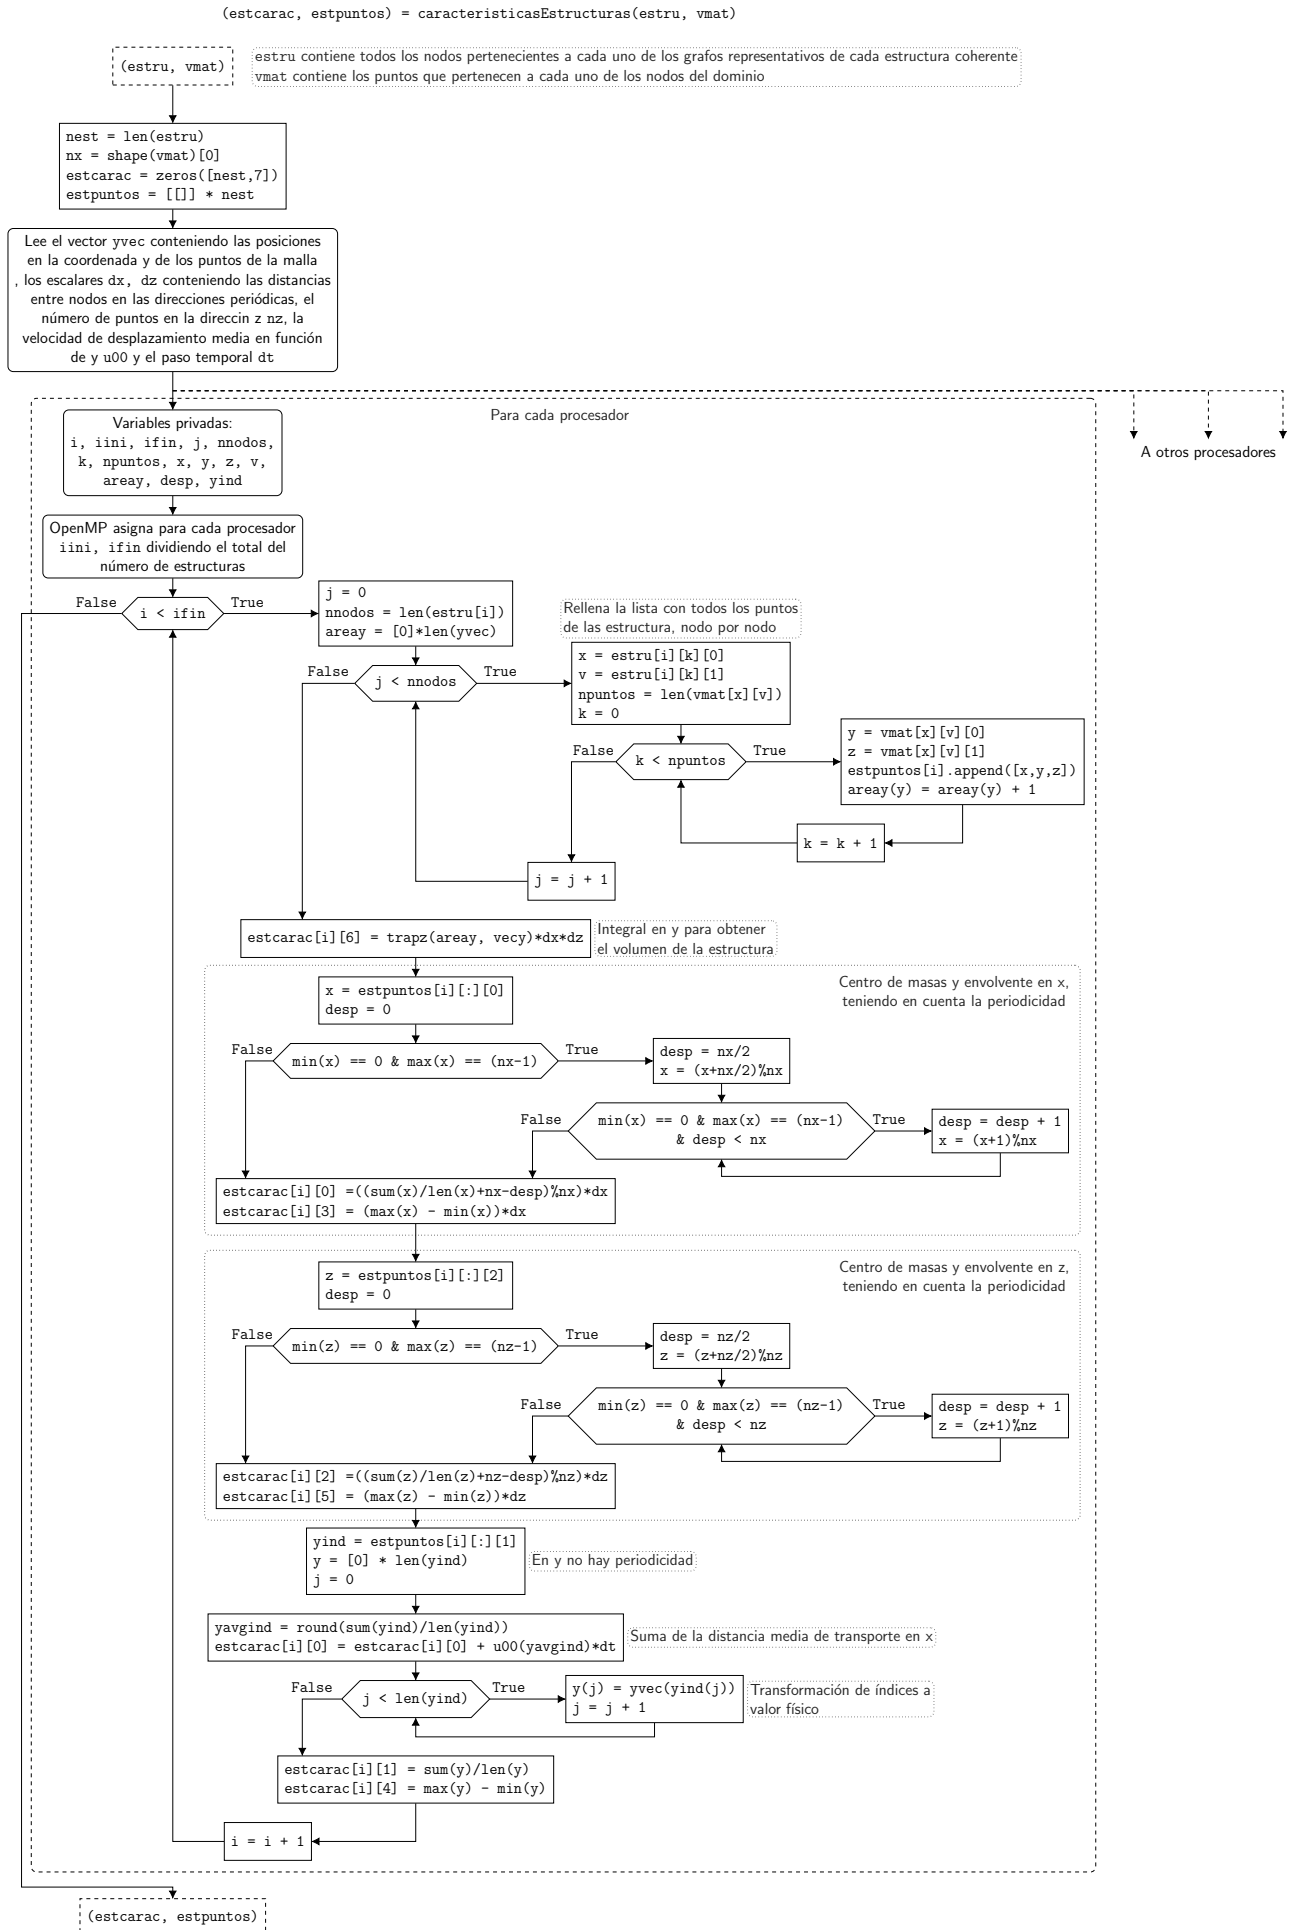 (estcarac, estpuntos) = caracteristicasEstructuras(estru, vmat)
(estru, vmat)
estru contiene todos los nodos pertenecientes a cada uno de los grafos representativos de cada estructura coherente
vmat contiene los puntos que pertenecen a cada uno de los nodos del dominio
nest = len(estru)
nx = shape(vmat)[0]
estcarac = zeros([nest,7])
estpuntos = [[]] * nest
Lee el vector yvec conteniendo las posiciones
en la coordenada y de los puntos de la malla
, los escalares dx, dz conteniendo las distancias
entre nodos en las direcciones periódicas, el
número de puntos en la direccin z nz, la
velocidad de desplazamiento media en función
de y u00 y el paso temporal dt
Para cada procesador
A otros procesadores
Variables privadas:
i, iini, ifin, j, nnodos,
k, npuntos, x, y, z, v,
areay, desp, yind
OpenMP asigna para cada procesador
iini, ifin dividiendo el total del
número de estructuras
False
i < ifin
True
j = 0
nnodos = len(estru[i])
areay = [0]*len(yvec)
Rellena la lista con todos los puntos
de las estructura, nodo por nodo
False
j < nnodos
True
x = estru[i][k][0]
v = estru[i][k][1]
npuntos = len(vmat[x][v])
k = 0
False
k < npuntos
True
y = vmat[x][v][0]
z = vmat[x][v][1]
estpuntos[i].append([x,y,z])
areay(y) = areay(y) + 1
k = k + 1
j = j + 1
estcarac[i][6] = trapz(areay, vecy)*dx*dz
Integral en y para obtener
el volumen de la estructura
Centro de masas y envolvente en x,
teniendo en cuenta la periodicidad
x = estpuntos[i][:][0]
desp = 0
False
min(x) == 0 & max(x) == (nx-1)
True
desp = nx/2
x = (x+nx/2)%nx
False
min(x) == 0 & max(x) == (nx-1)
& desp < nx
True
desp = desp + 1
x = (x+1)%nx
estcarac[i][0] =((sum(x)/len(x)+nx-desp)%nx)*dx
estcarac[i][3] = (max(x) - min(x))*dx
Centro de masas y envolvente en z,
teniendo en cuenta la periodicidad
z = estpuntos[i][:][2]
desp = 0
False
min(z) == 0 & max(z) == (nz-1)
True
desp = nz/2
z = (z+nz/2)%nz
False
min(z) == 0 & max(z) == (nz-1)
& desp < nz
True
desp = desp + 1
z = (z+1)%nz
estcarac[i][2] =((sum(z)/len(z)+nz-desp)%nz)*dz
estcarac[i][5] = (max(z) - min(z))*dz
yind = estpuntos[i][:][1]
y = [0] * len(yind)
j = 0
En y no hay periodicidad
yavgind = round(sum(yind)/len(yind))
estcarac[i][0] = estcarac[i][0] + u00(yavgind)*dt
Suma de la distancia media de transporte en x
False
j < len(yind)
True
y(j) = yvec(yind(j))
j = j + 1
Transformación de índices a
valor físico
estcarac[i][1] = sum(y)/len(y)
estcarac[i][4] = max(y) - min(y)
i = i + 1
(estcarac, estpuntos)